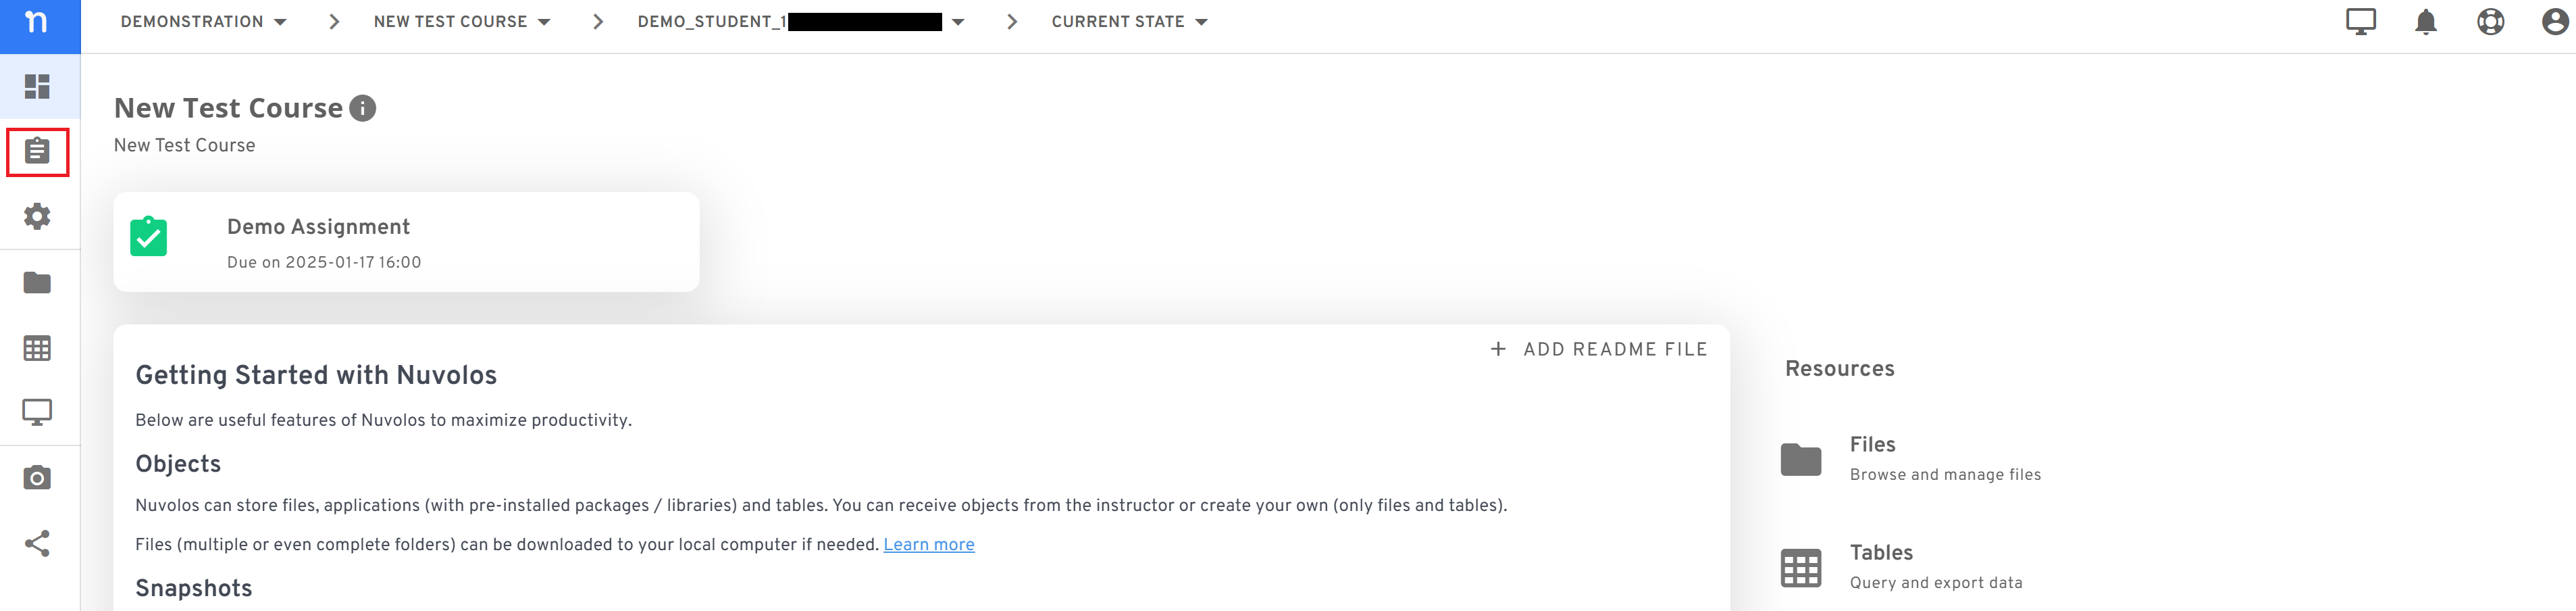 DEMONSTRATION
NEW TEST COURSE
DEMO_STUDENT_1
CURRENT STATE
New Test Course
New Test Course
Demo Assignment
Due on 2025-01-17 16:00
+ ADD README FILE
Getting Started with Nuvolos
Below are useful features of Nuvolos to maximize productivity.
Objects
Nuvolos can store files, applications (with pre-installed packages / libraries) and tables. You can receive objects from the instructor or create your own (only files and tables).
Files (multiple or even complete folders) can be downloaded to your local computer if needed. Learn more
Snapshots
Resources
Files
Browse and manage files
Tables
Query and export data